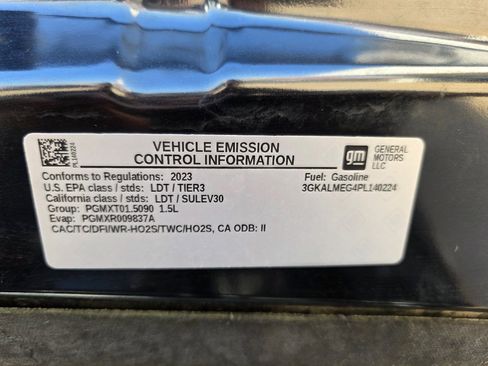 PL140224
VEHICLE EMISSION
CONTROL INFORMATION
gm
GENERAL
MOTORS
LLC
Conforms to Regulations: 2023
Fuel: Gasoline
U.S. EPA class / stds: LDT / TIER3
3GKALMEG4PL140224
California class / stds: LDT / SULEV30
Group: PGMXT01.5090 1.5L
Evap: PGMXR009837A
CAC/TC/DFI/WR-HO2S/TWC/HO2S, CA ODB: II